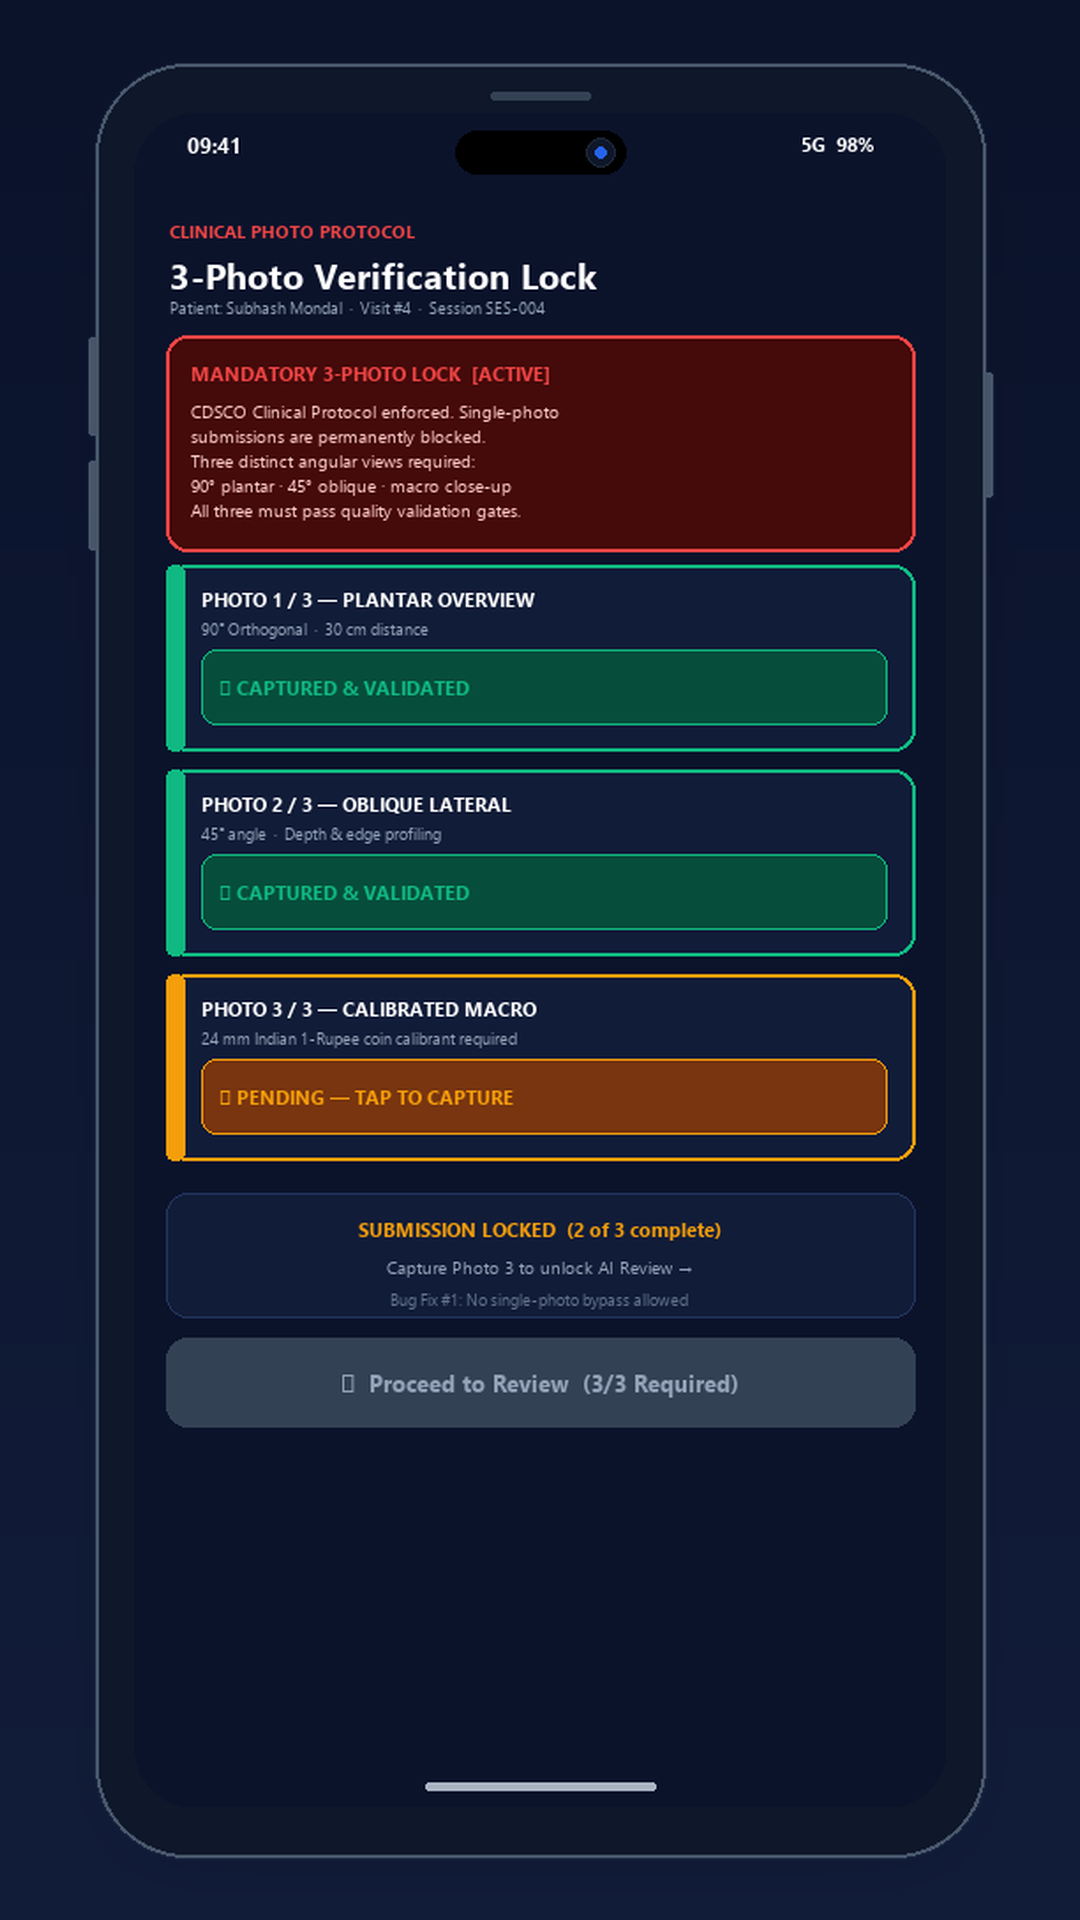 09:41
5G 98%
CLINICAL PHOTO PROTOCOL
3-Photo Verification Lock
Patient: Subhash Mondal · Visit #4 · Session SES-004
MANDATORY 3-PHOTO LOCK [ACTIVE]
CDSCO Clinical Protocol enforced. Single-photo
submissions are permanently blocked.
Three distinct angular views required:
90° plantar · 45° oblique · macro close-up
All three must pass quality validation gates.
PHOTO 1 / 3 — PLANTAR OVERVIEW
90° Orthogonal · 30 cm distance
▯ CAPTURED & VALIDATED
PHOTO 2 / 3 — OBLIQUE LATERAL
45° angle · Depth & edge profiling
▯ CAPTURED & VALIDATED
PHOTO 3 / 3 — CALIBRATED MACRO
24 mm Indian 1-Rupee coin calibrant required
▯ PENDING — TAP TO CAPTURE
SUBMISSION LOCKED (2 of 3 complete)
Capture Photo 3 to unlock AI Review →
Bug Fix #1: No single-photo bypass allowed
▯ Proceed to Review (3/3 Required)